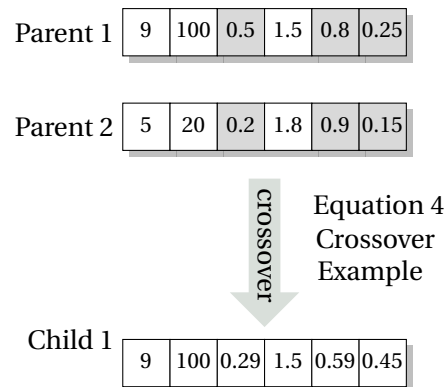 Parent 1 9 100 0.5 1.5 0.8 0.25
Parent 2 5 20 0.2 1.8 0.9 0.15
crossover
Equation 4
Crossover
Example
Child 1 9 100 0.29 1.5 0.59 0.45